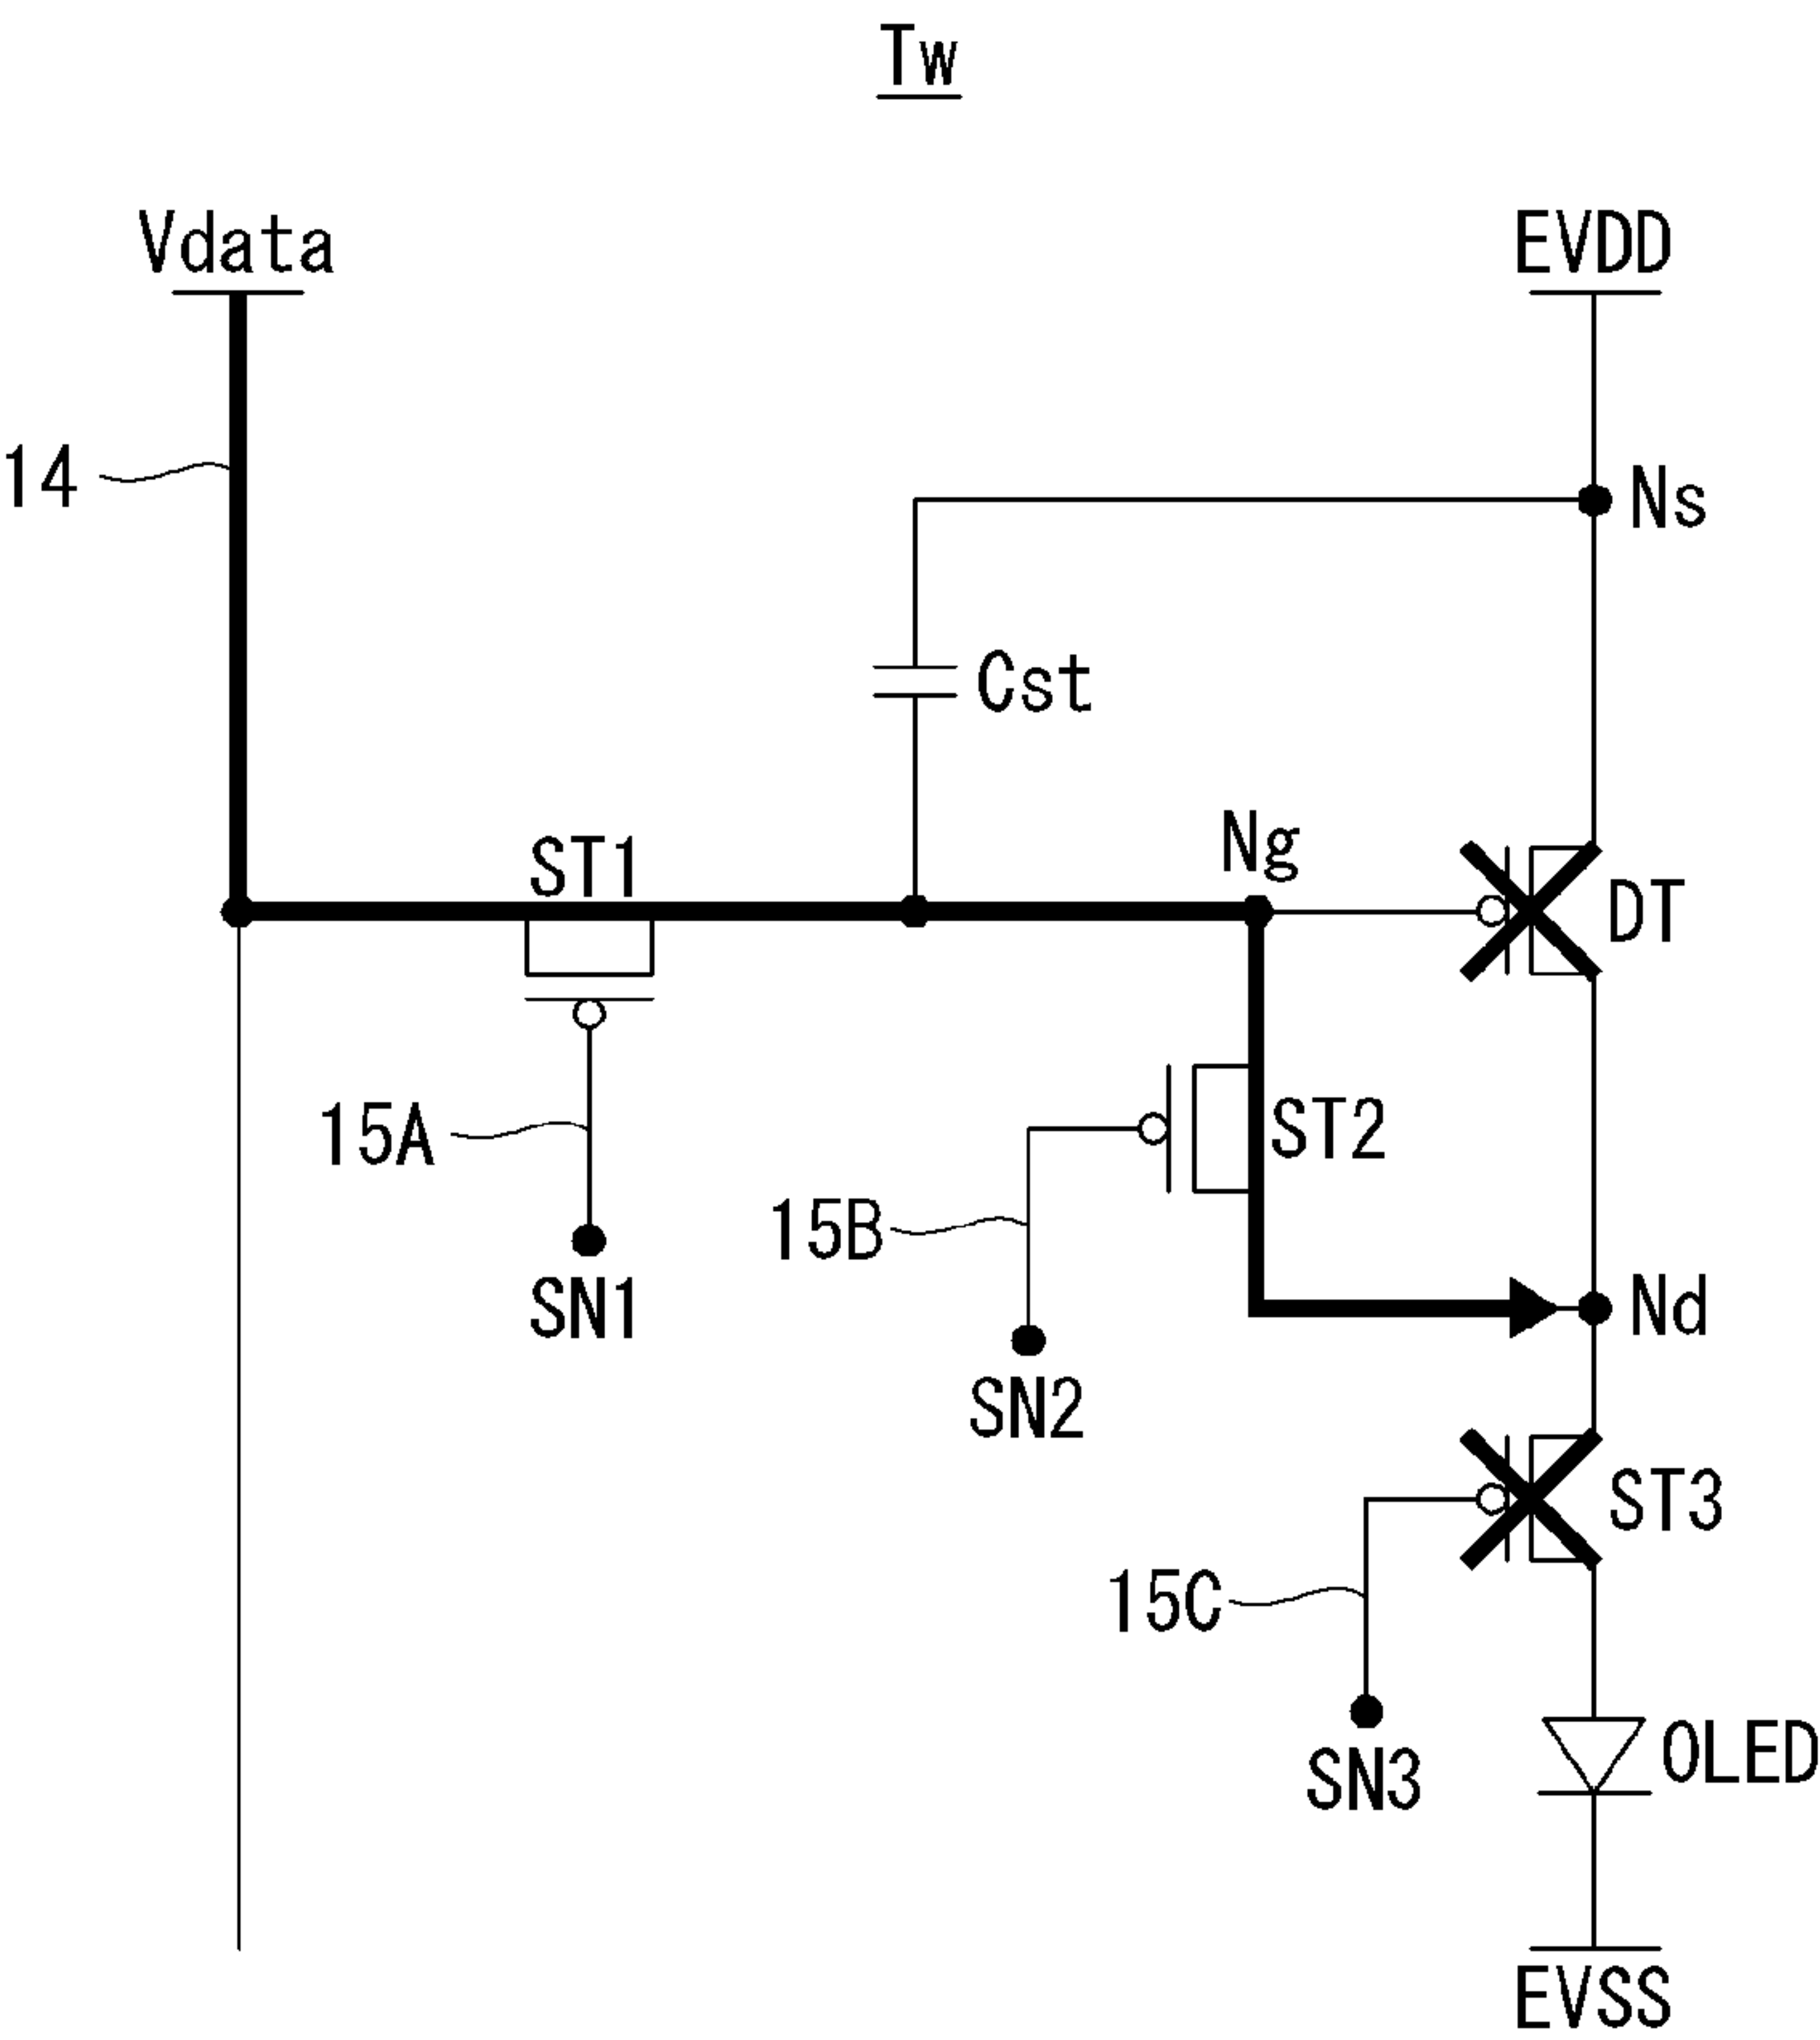 Tw
Vdata
EVDD
14
Ns
Cst
Ng
ST1
DT
15A
ST2
15B
SN1
Nd
SN2
ST3
15C
SN3
OLED
EVSS